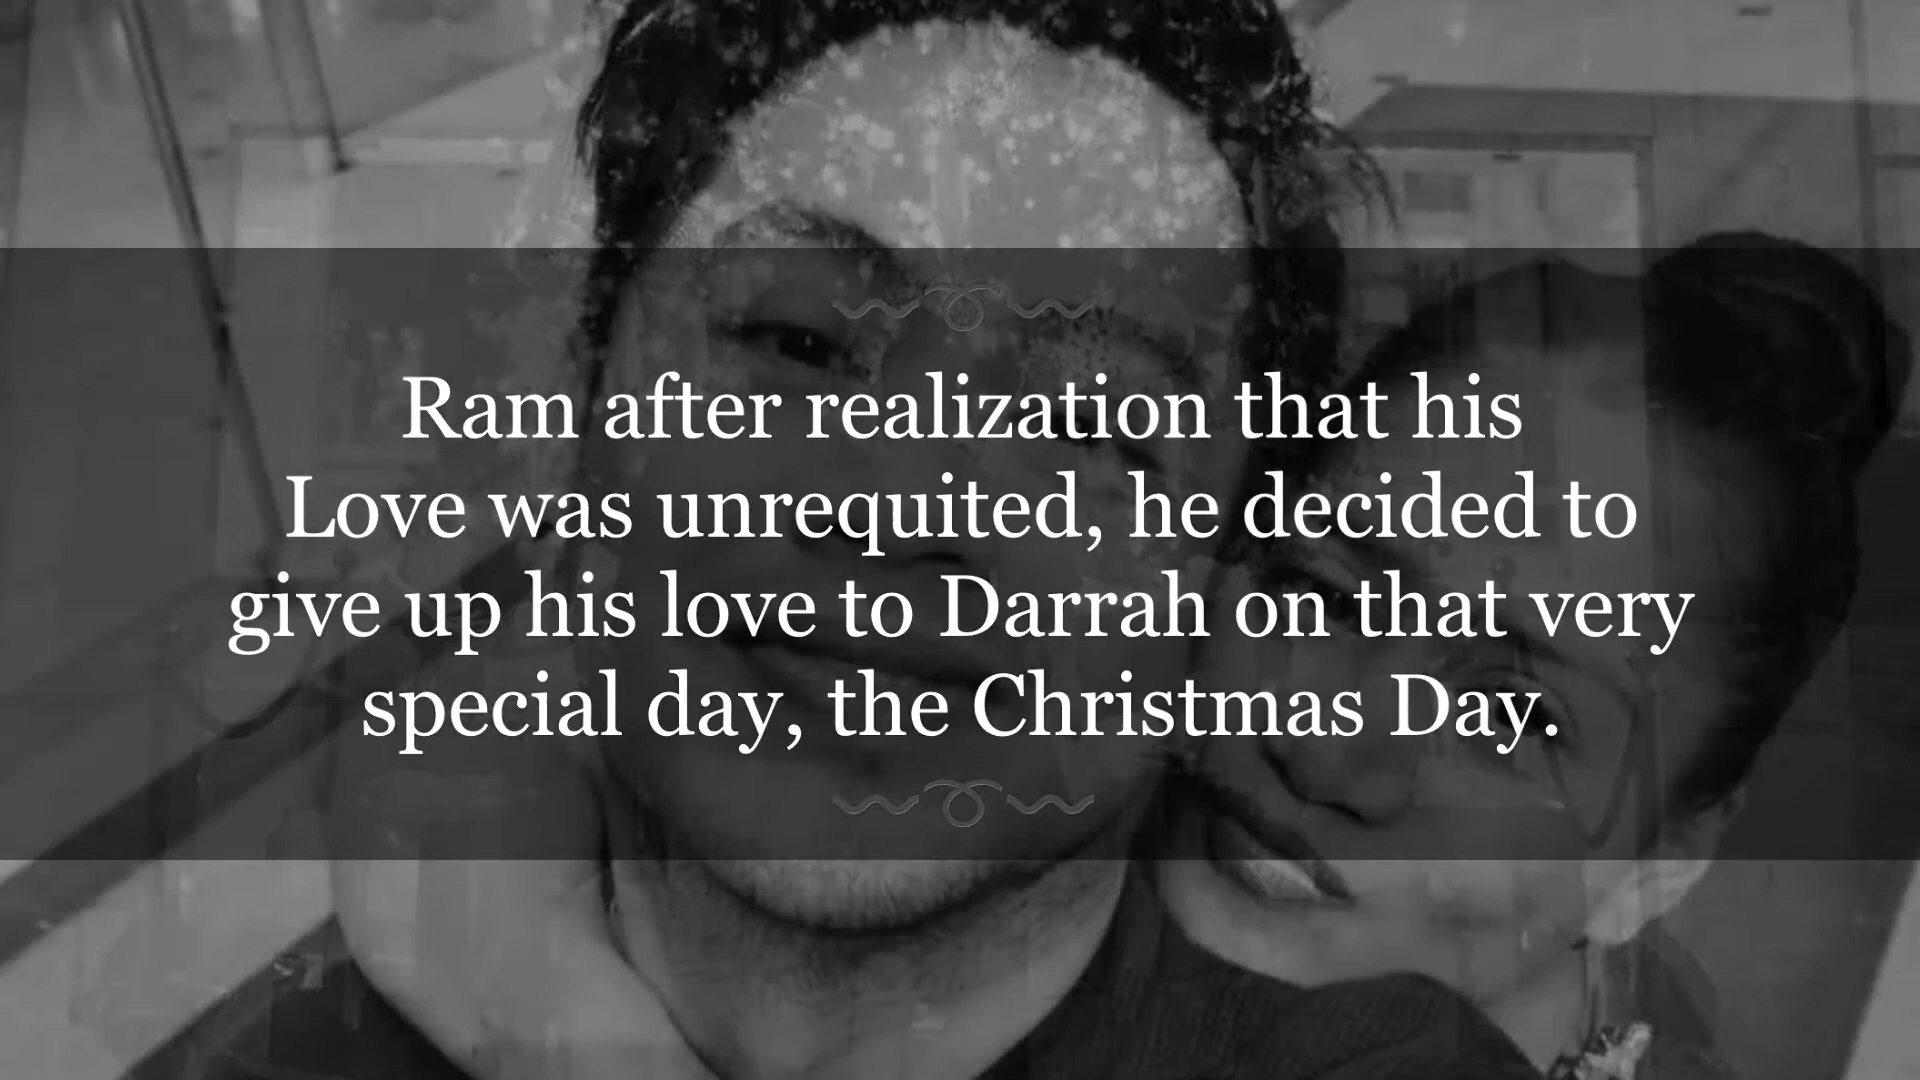 Ram after realization that his
Love was unrequited, he decided to
give up his love to Darrah on that very
special day, the Christmas Day.